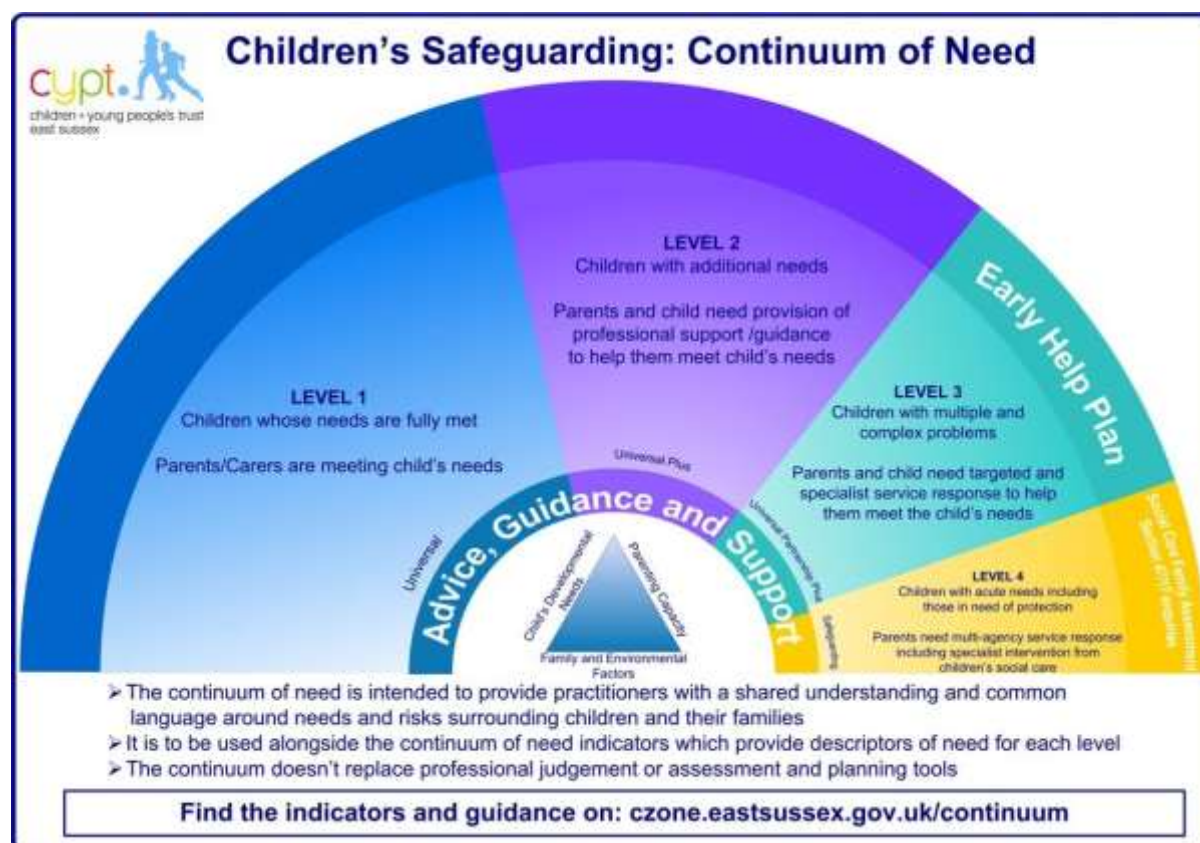 Children's Safeguarding: Continuum of Need
cypt.
children + young people's trust
east sussex
LEVEL 1
Children whose needs are fully met
Parents/Carers are meeting child's needs
LEVEL 2
Children with additional needs
Parents and child need provision of
professional support /guidance
to help them meet child's needs
Early Help Plan
LEVEL 3
Children with multiple and
complex problems
Parents and child need targeted and
specialist service response to help
them meet the child's needs
Social Care Family Assessment
LEVEL 4
Children with acute needs including
those in need of protection
Parents need multi-agency service response
including specialist intervention from
children's social care
Universal
Universal Plus
Universal Partnership Plus
Safeguarding
Advice, Guidance and Support
Child's Developmental
Needs
Parenting Capacity
Family and Environmental
Factors
➢ The continuum of need is intended to provide practitioners with a shared understanding and common
language around needs and risks surrounding children and their families
➢ It is to be used alongside the continuum of need indicators which provide descriptors of need for each level
➢ The continuum doesn't replace professional judgement or assessment and planning tools
Find the indicators and guidance on: czone.eastsussex.gov.uk/continuum